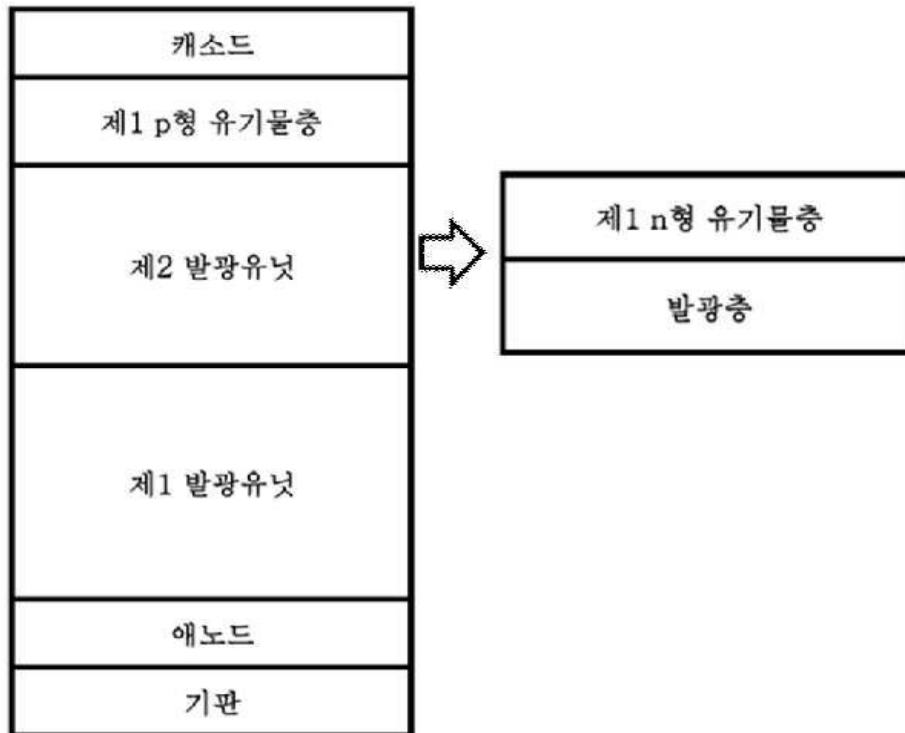 캐소드
제1 p형 유기물층
제2 발광유닛
제1 n형 유기물층
발광층
제1 발광유닛
애노드
기판